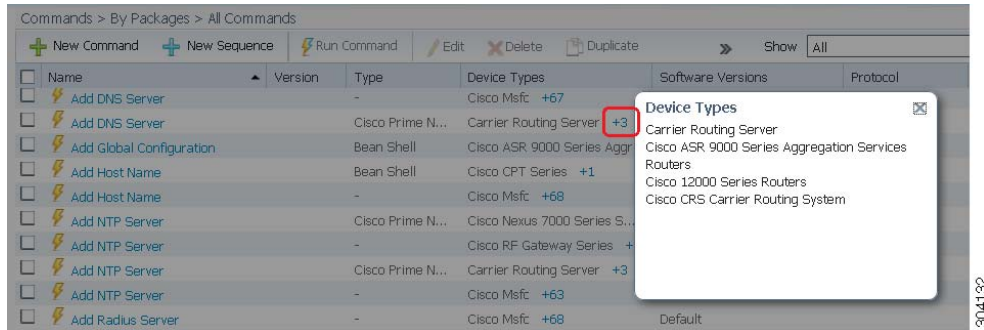 Commands > By Packages > All Commands
New Command New Sequence Run Command Edit Delete Duplicate » Show All
Name Version Type Device Types Software Versions Protocol
Add DNS Server - Cisco Msfc +67
Add DNS Server Cisco Prime N... Carrier Routing Server +3
Add Global Configuration Bean Shell Cisco ASR 9000 Series Aggr
Add Host Name Bean Shell Cisco CPT Series +1
Add Host Name - Cisco Msfc +68
Add NTP Server Cisco Prime N... Cisco Nexus 7000 Series S...
Add NTP Server - Cisco RF Gateway Series +
Add NTP Server Cisco Prime N... Carrier Routing Server +3
Add NTP Server - Cisco Msfc +63
Add Radius Server - Cisco Msfc +68 Default
Device Types
Carrier Routing Server
Cisco ASR 9000 Series Aggregation Services
Routers
Cisco 12000 Series Routers
Cisco CRS Carrier Routing System
304132